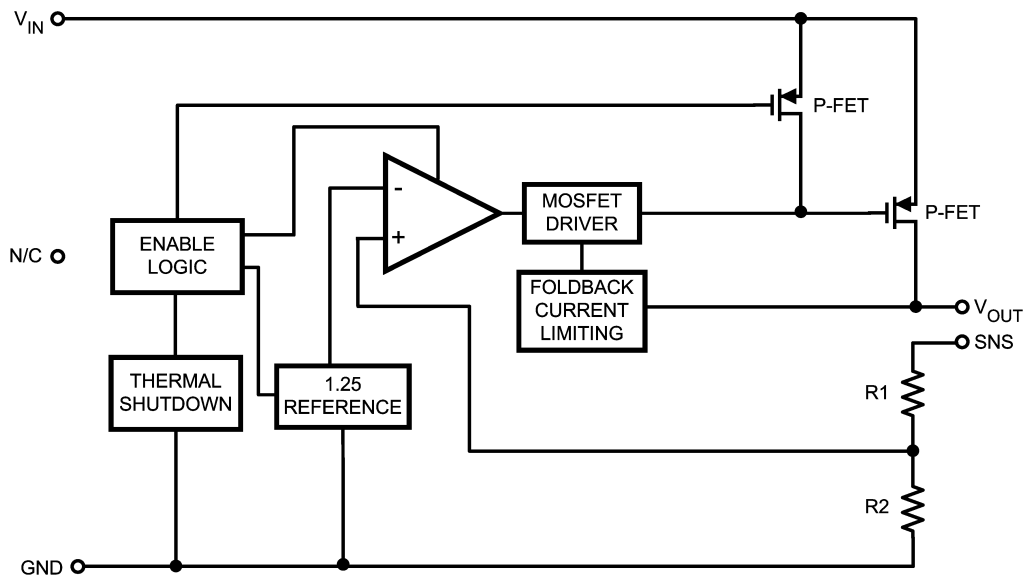 VIN
P-FET
P-FET
MOSFET
DRIVER
-
+
ENABLE
LOGIC
N/C
FOLDBACK
CURRENT
LIMITING
VOUT
SNS
THERMAL
SHUTDOWN
1.25
REFERENCE
R1
R2
GND